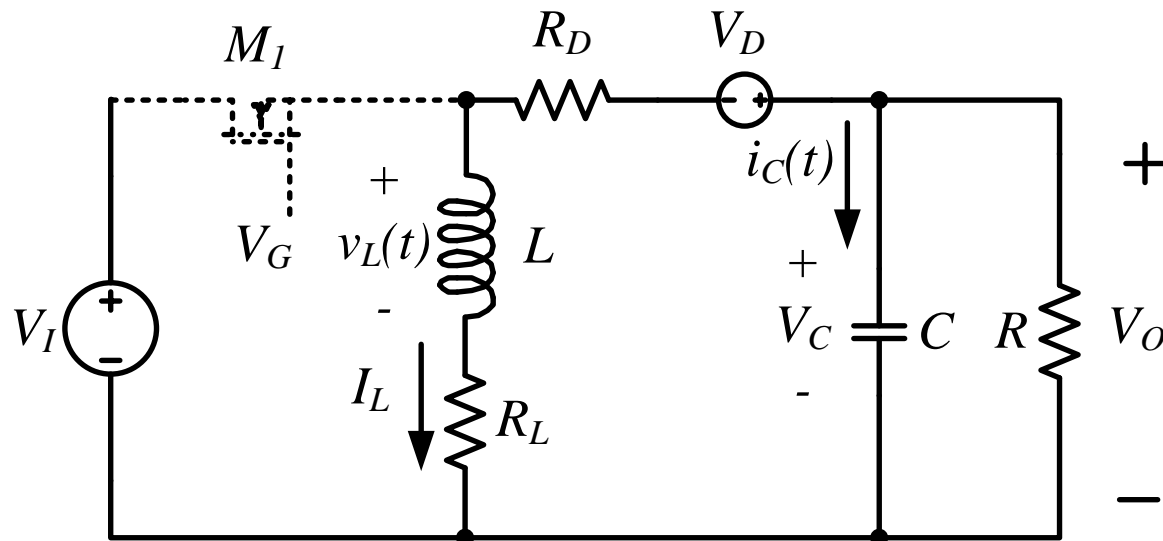 M1
RD
VD
iC(t)
+
+
VG
vL(t)
L
-
+
VI
+
−
VC
C
R
VO
IL
RL
-
−
- +